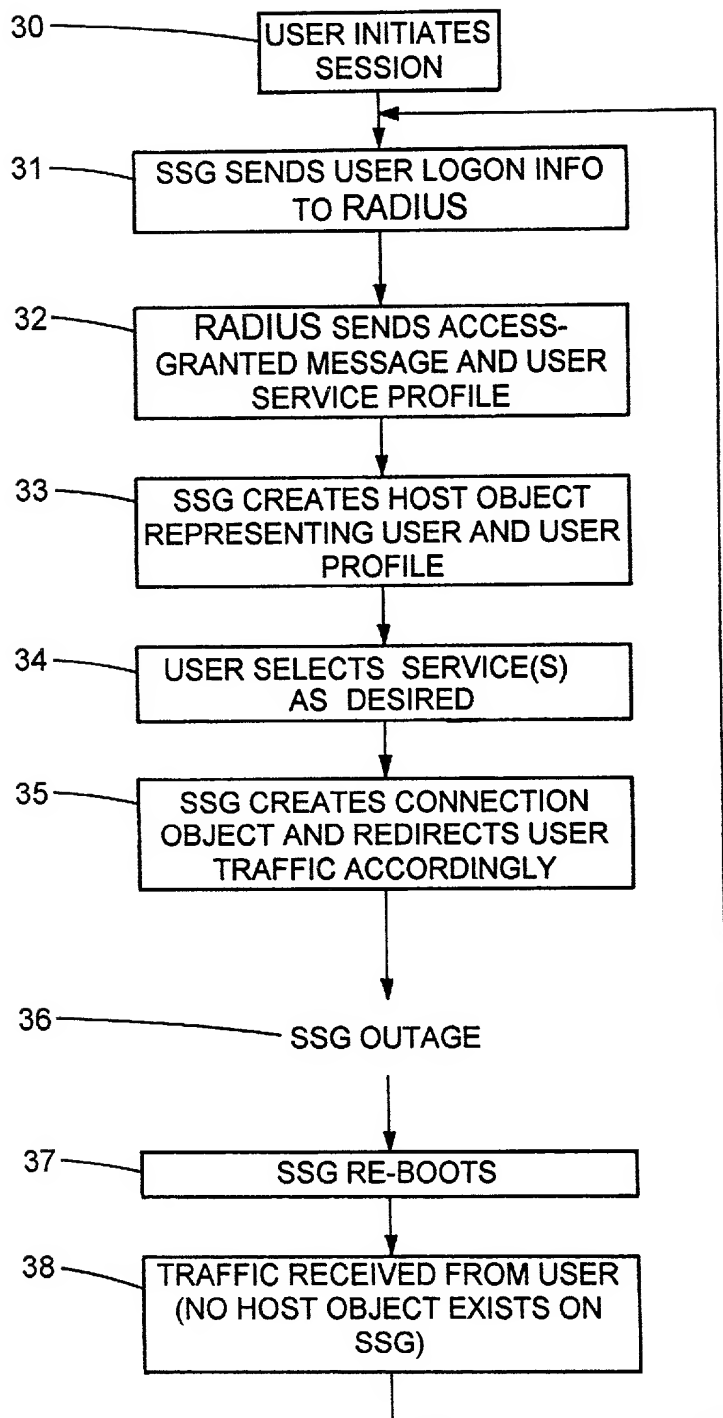 30
USER INITIATES
SESSION
31
SSG SENDS USER LOGON INFO
TO RADIUS
32
RADIUS SENDS ACCESS-
GRANTED MESSAGE AND USER
SERVICE PROFILE
33
SSG CREATES HOST OBJECT
REPRESENTING USER AND USER
PROFILE
34
USER SELECTS SERVICE(S)
AS DESIRED
35
SSG CREATES CONNECTION
OBJECT AND REDIRECTS USER
TRAFFIC ACCORDINGLY
36
SSG OUTAGE
37
SSG RE-BOOTS
38
TRAFFIC RECEIVED FROM USER
(NO HOST OBJECT EXISTS ON
SSG)